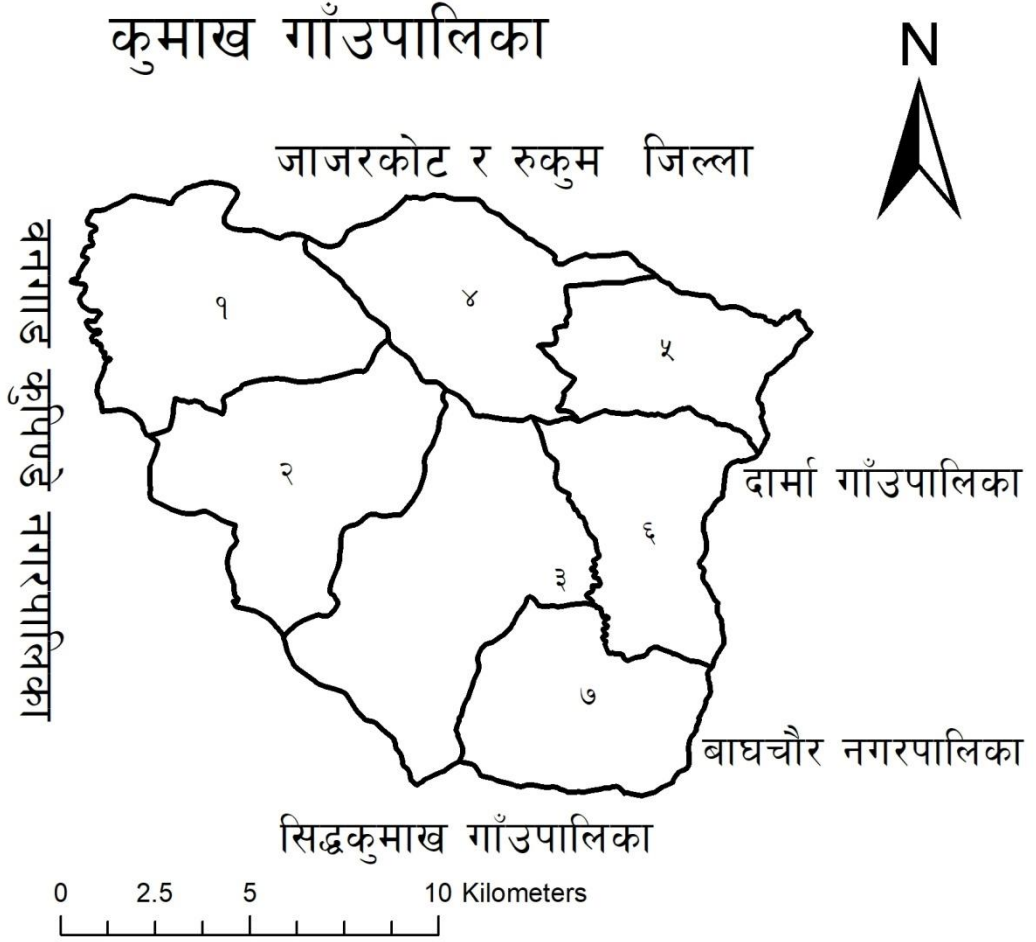 कुमाख गाँउपालिका
N
जाजरकोट र रुकुम जिल्ला
वनगाड कुपिण्डे नगरपालिका
१
४
५
२
दार्मा गाँउपालिका
६
३
७
बाघचौर नगरपालिका
सिद्धकुमाख गाँउपालिका
0 2.5 5 10 Kilometers